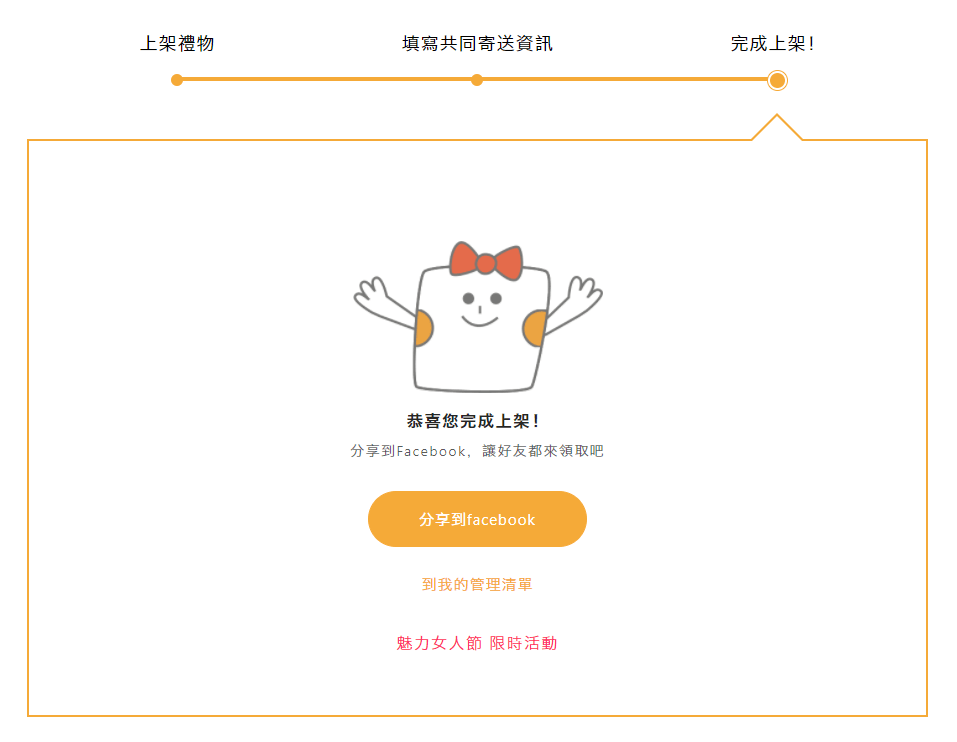 上架禮物
填寫共同寄送資訊
完成上架！
恭喜您完成上架！
分享到Facebook，讓好友都來領取吧
分享到facebook
到我的管理清單
魅力女人節 限時活動